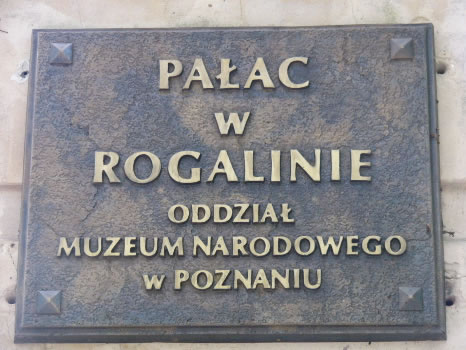 PAŁAC
w
ROGALINIE
ODDZIAŁ
MUZEUM NARODOWEGO
w POZNANIU